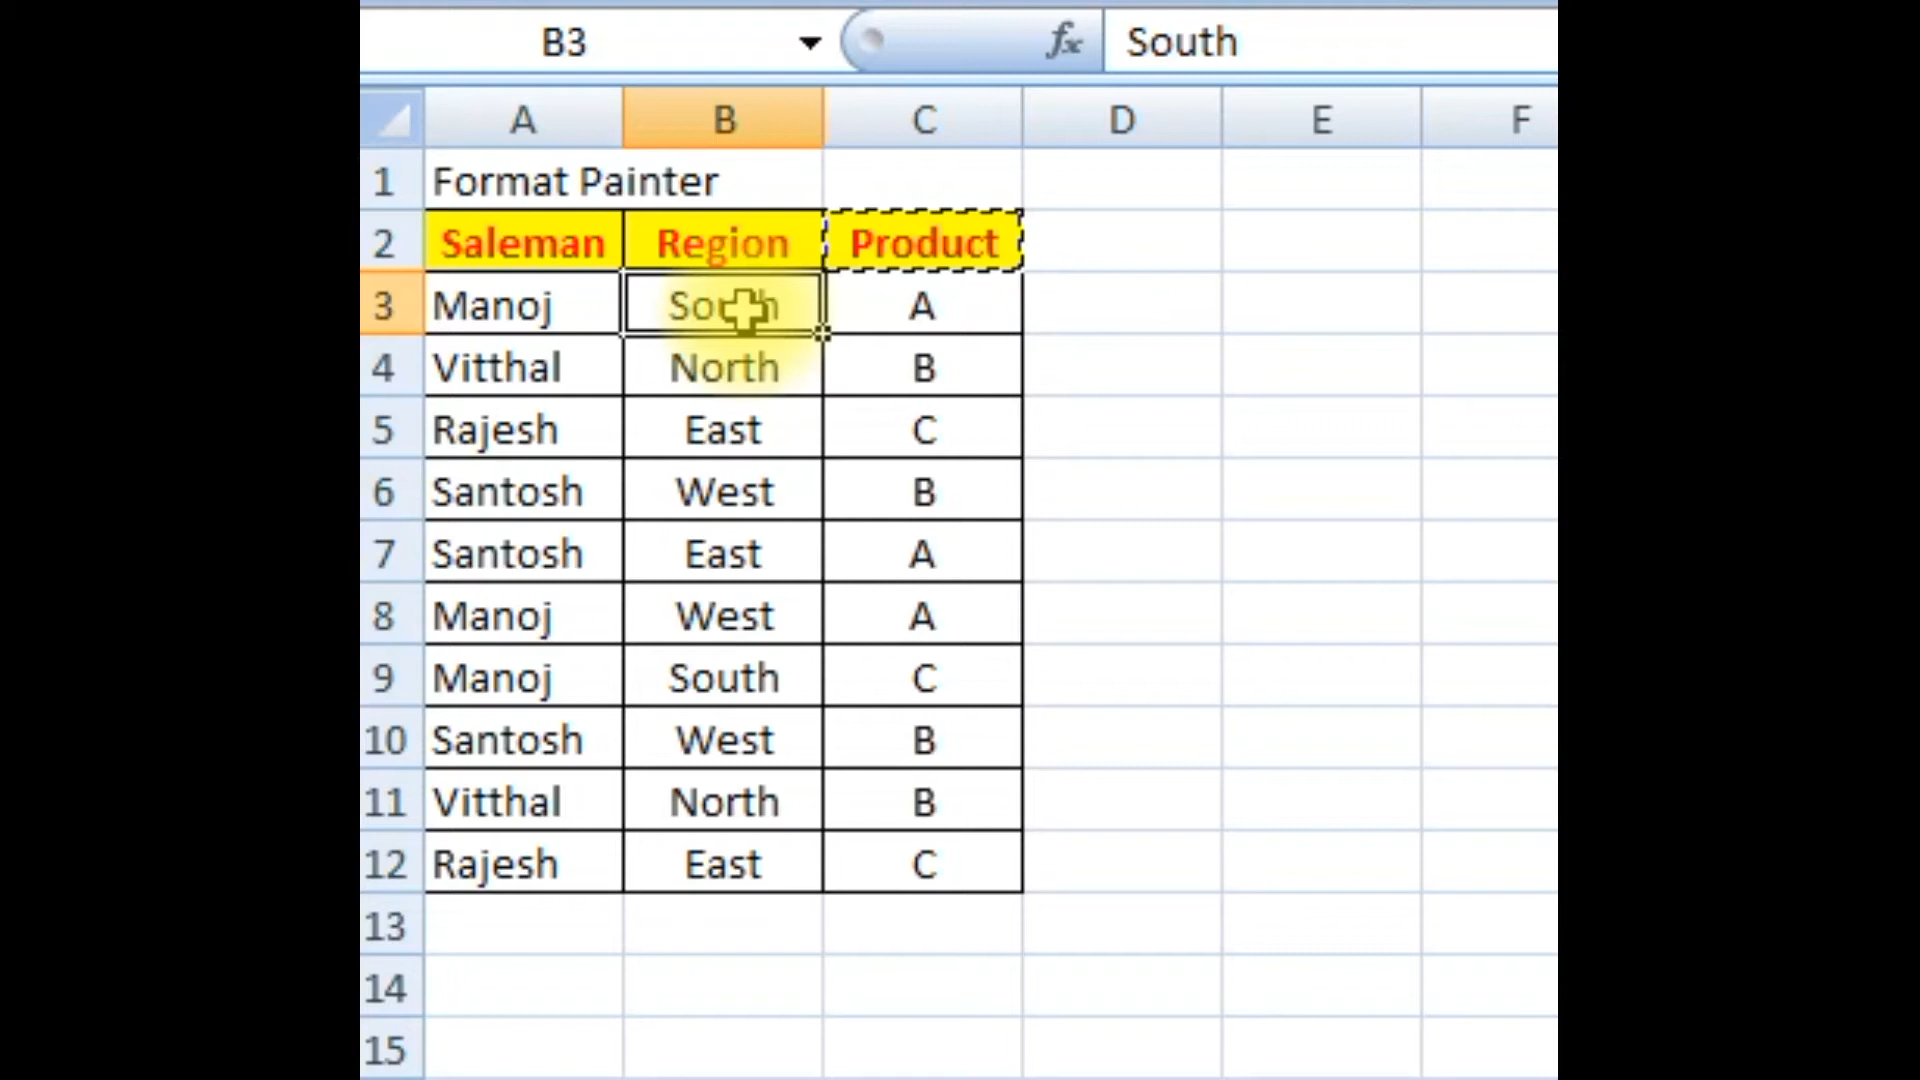 B3 fx South
A B C D E F
1 Format Painter
2 Saleman Region Product
3 Manoj South A
4 Vitthal North B
5 Rajesh East C
6 Santosh West B
7 Santosh East A
8 Manoj West A
9 Manoj South C
10 Santosh West B
11 Vitthal North B
12 Rajesh East C
13
14
15